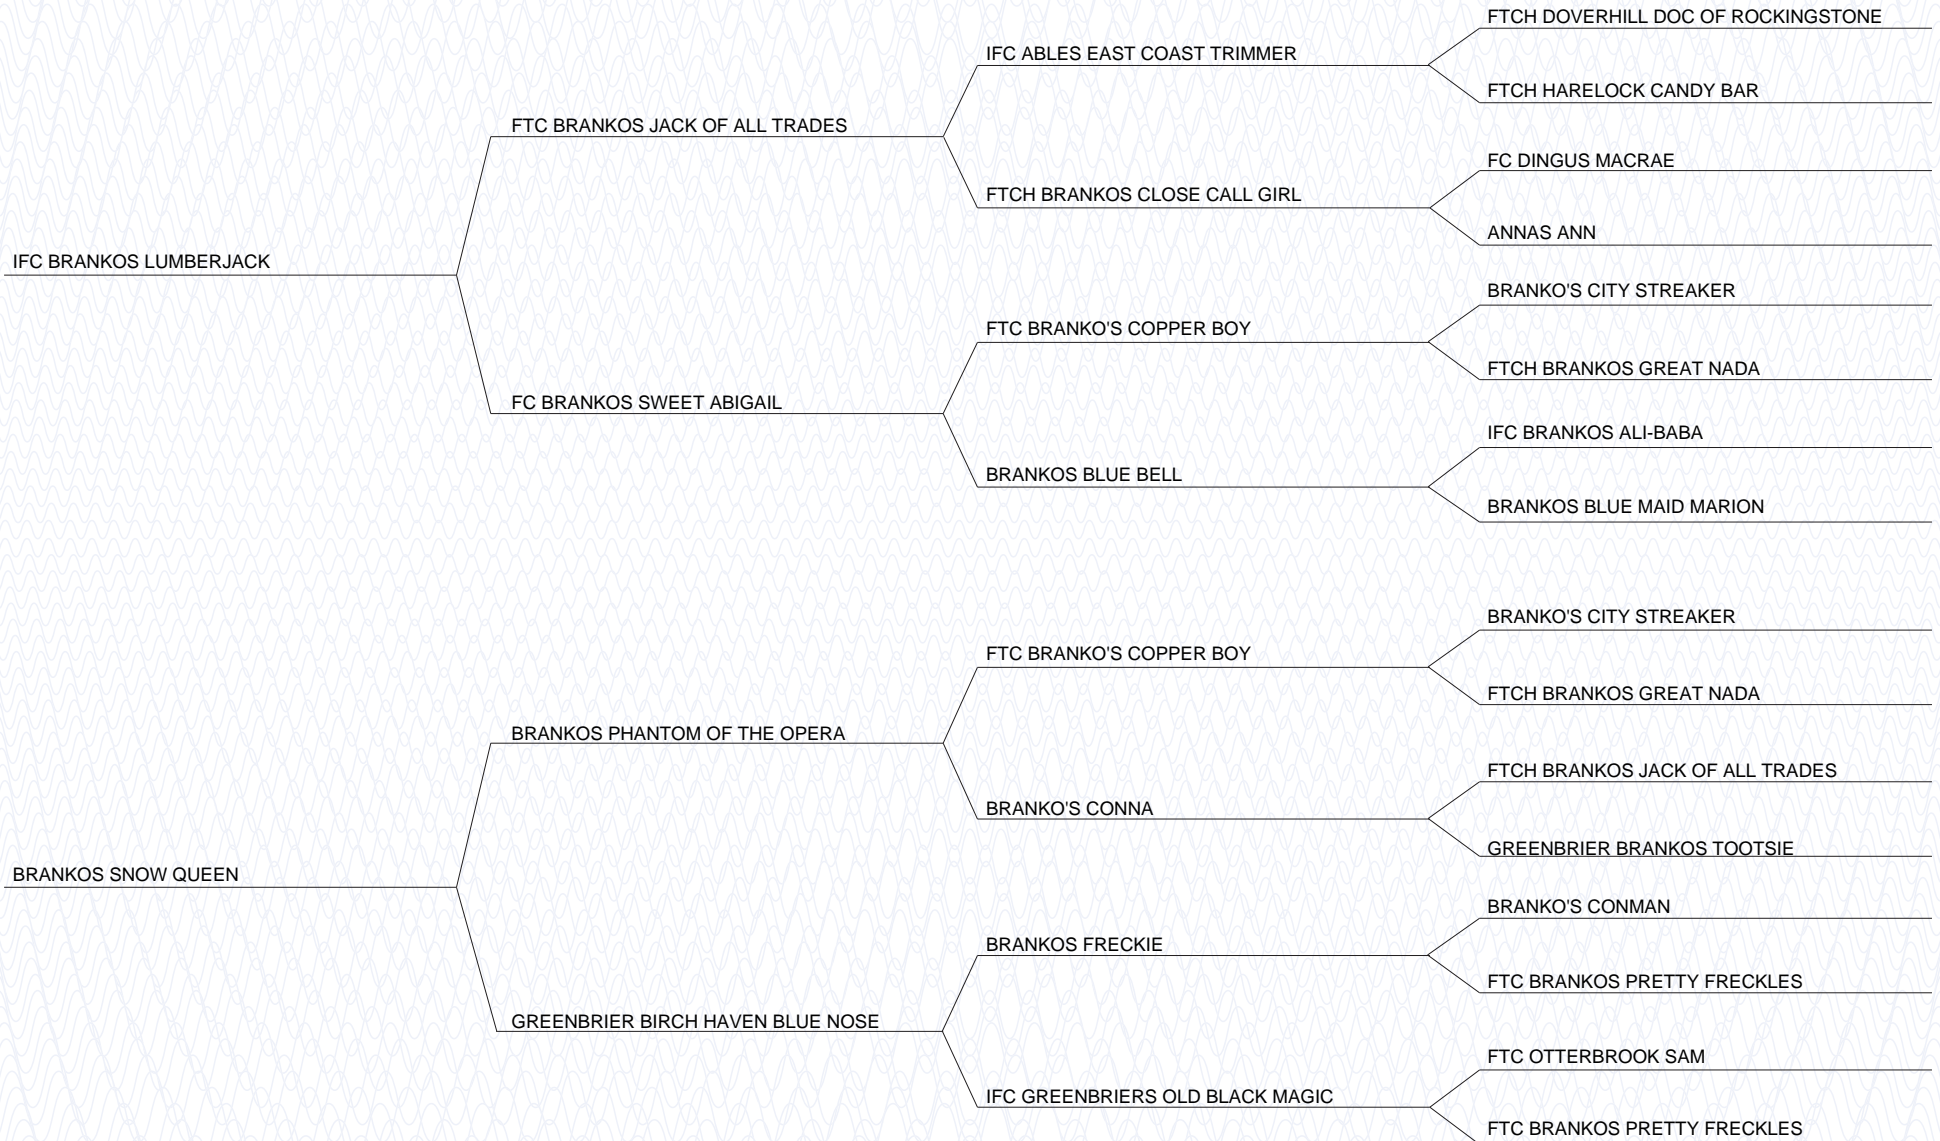 FTCH DOVERHILL DOC OF ROCKINGSTONE
IFC ABLES EAST COAST TRIMMER
FTCH HARELOCK CANDY BAR
FTC BRANKOS JACK OF ALL TRADES
FC DINGUS MACRAE
FTCH BRANKOS CLOSE CALL GIRL
ANNAS ANN
IFC BRANKOS LUMBERJACK
BRANKO'S CITY STREAKER
FTC BRANKO'S COPPER BOY
FTCH BRANKOS GREAT NADA
FC BRANKOS SWEET ABIGAIL
IFC BRANKOS ALI-BABA
BRANKOS BLUE BELL
BRANKOS BLUE MAID MARION
BRANKO'S CITY STREAKER
FTC BRANKO'S COPPER BOY
FTCH BRANKOS GREAT NADA
BRANKOS PHANTOM OF THE OPERA
FTCH BRANKOS JACK OF ALL TRADES
BRANKO'S CONNA
GREENBRIER BRANKOS TOOTSIE
BRANKOS SNOW QUEEN
BRANKO'S CONMAN
BRANKOS FRECKIE
FTC BRANKOS PRETTY FRECKLES
GREENBRIER BIRCH HAVEN BLUE NOSE
FTC OTTERBROOK SAM
IFC GREENBRIERS OLD BLACK MAGIC
FTC BRANKOS PRETTY FRECKLES